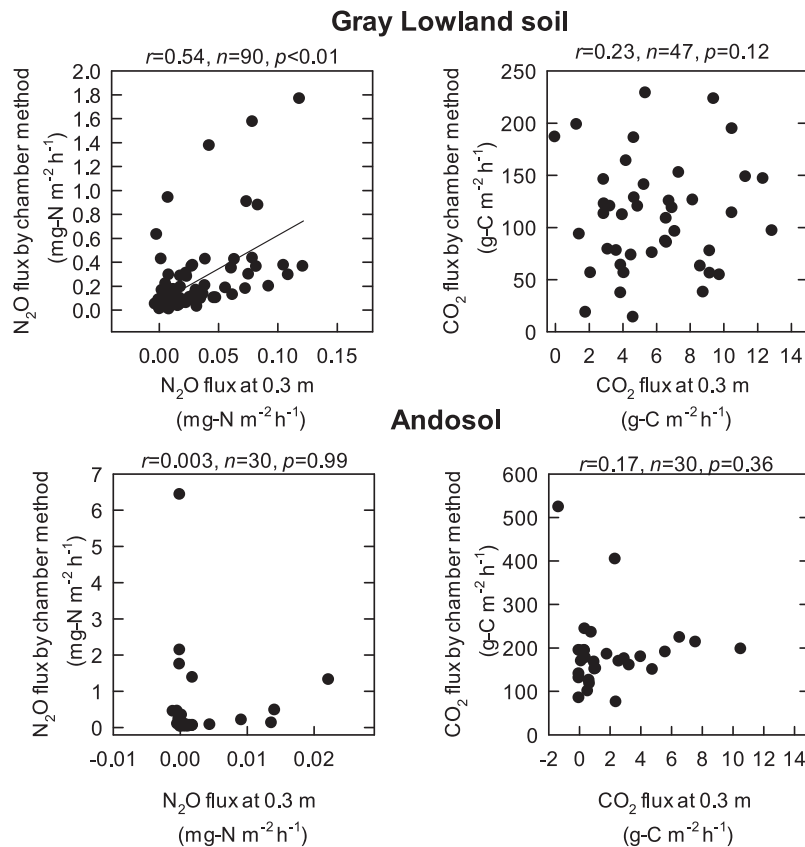 Gray Lowland soil
r=0.54, n=90, p<0.01
N₂O flux by chamber method
(mg-N m⁻² h⁻¹)
2.0
1.8
1.6
1.4
1.2
1.0
0.8
0.6
0.4
0.2
0.0
0.00 0.05 0.10 0.15
N₂O flux at 0.3 m
(mg-N m⁻² h⁻¹)
r=0.23, n=47, p=0.12
CO₂ flux by chamber method
(g-C m⁻² h⁻¹)
250
200
150
100
50
0
0 2 4 6 8 10 12 14
CO₂ flux at 0.3 m
(g-C m⁻² h⁻¹)
Andosol
r=0.003, n=30, p=0.99
N₂O flux by chamber method
(mg-N m⁻² h⁻¹)
7
6
5
4
3
2
1
0
-0.01 0.00 0.01 0.02
N₂O flux at 0.3 m
(mg-N m⁻² h⁻¹)
r=0.17, n=30, p=0.36
CO₂ flux by chamber method
(g-C m⁻² h⁻¹)
600
500
400
300
200
100
0
-2 0 2 4 6 8 10 12 14
CO₂ flux at 0.3 m
(g-C m⁻² h⁻¹)